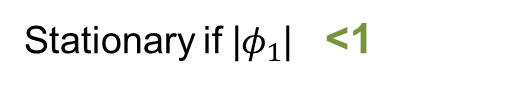 Stationary if |ϕ₁| <1